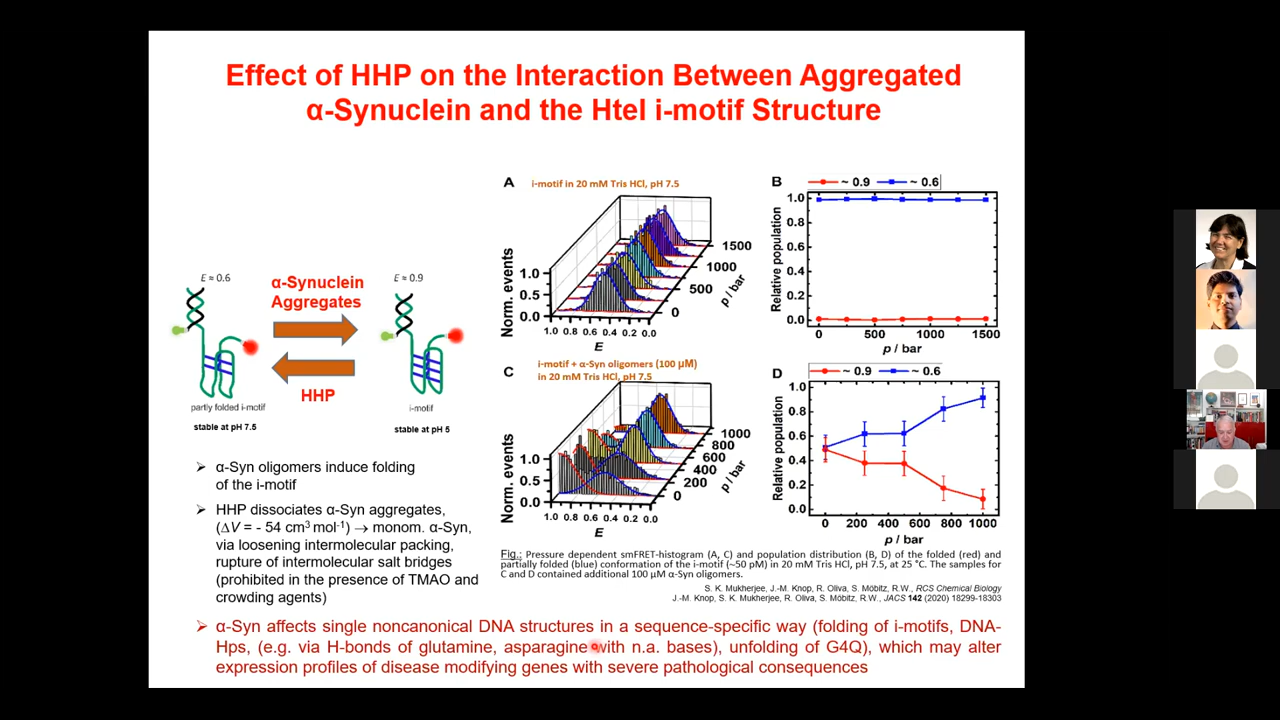 Effect of HHP on the Interaction Between Aggregated
α-Synuclein and the Htel i-motif Structure
E ≈ 0.6
α-Synuclein
Aggregates
E ≈ 0.9
HHP
partly folded i-motif
stable at pH 7.5
i-motif
stable at pH 5
➢ α-Syn oligomers induce folding
of the i-motif
➢ HHP dissociates α-Syn aggregates,
(ΔV = - 54 cm³ mol⁻¹) → monom. α-Syn,
via loosening intermolecular packing,
rupture of intermolecular salt bridges
(prohibited in the presence of TMAO and
crowding agents)
A
i-motif in 20 mM Tris HCl, pH 7.5
Norm. events
1.0
0.5
0.0
1.0 0.8 0.6 0.4 0.2 0.0
E
0
500
1000
1500
p / bar
B
~ 0.9 ~ 0.6
Relative population
1.0
0.8
0.6
0.4
0.2
0.0
0 500 1000 1500
p / bar
C
i-motif + α-Syn oligomers (100 µM)
in 20 mM Tris HCl, pH 7.5
Norm. events
1.0
0.5
0.0
1.0 0.8 0.6 0.4 0.2 0.0
E
0
200
400
600
800
1000
p / bar
D
~ 0.9 ~ 0.6
Relative population
1.0
0.8
0.6
0.4
0.2
0.0
0 200 400 600 800 1000
p / bar
Fig.: Pressure dependent smFRET-histogram (A, C) and population distribution (B, D) of the folded (red) and
partially folded (blue) conformation of the i-motif (~50 pM) in 20 mM Tris HCl, pH 7.5, at 25 °C. The samples for
C and D contained additional 100 µM α-Syn oligomers.
S. K. Mukherjee, J.-M. Knop, R. Oliva, S. Möbitz, R.W., RCS Chemical Biology
J.-M. Knop, S. K. Mukherjee, R. Oliva, S. Möbitz, R.W., JACS 142 (2020) 18299-18303
➢ α-Syn affects single noncanonical DNA structures in a sequence-specific way (folding of i-motifs, DNA-
Hps, (e.g. via H-bonds of glutamine, asparagine with n.a. bases), unfolding of G4Q), which may alter
expression profiles of disease modifying genes with severe pathological consequences